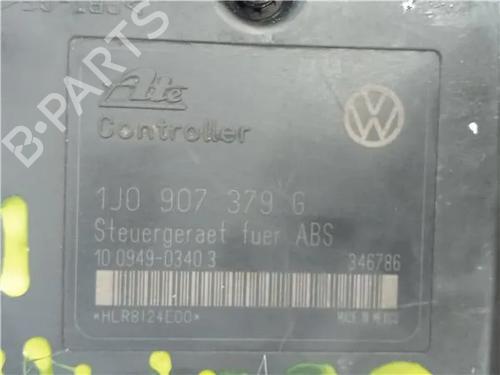 Ate
Controller
1J0 907 379 G
Steuergeraet fuer ABS
10 0949-0340 3 346786
*HLR8124E00* MADE IN MEXICO
B-PARTS